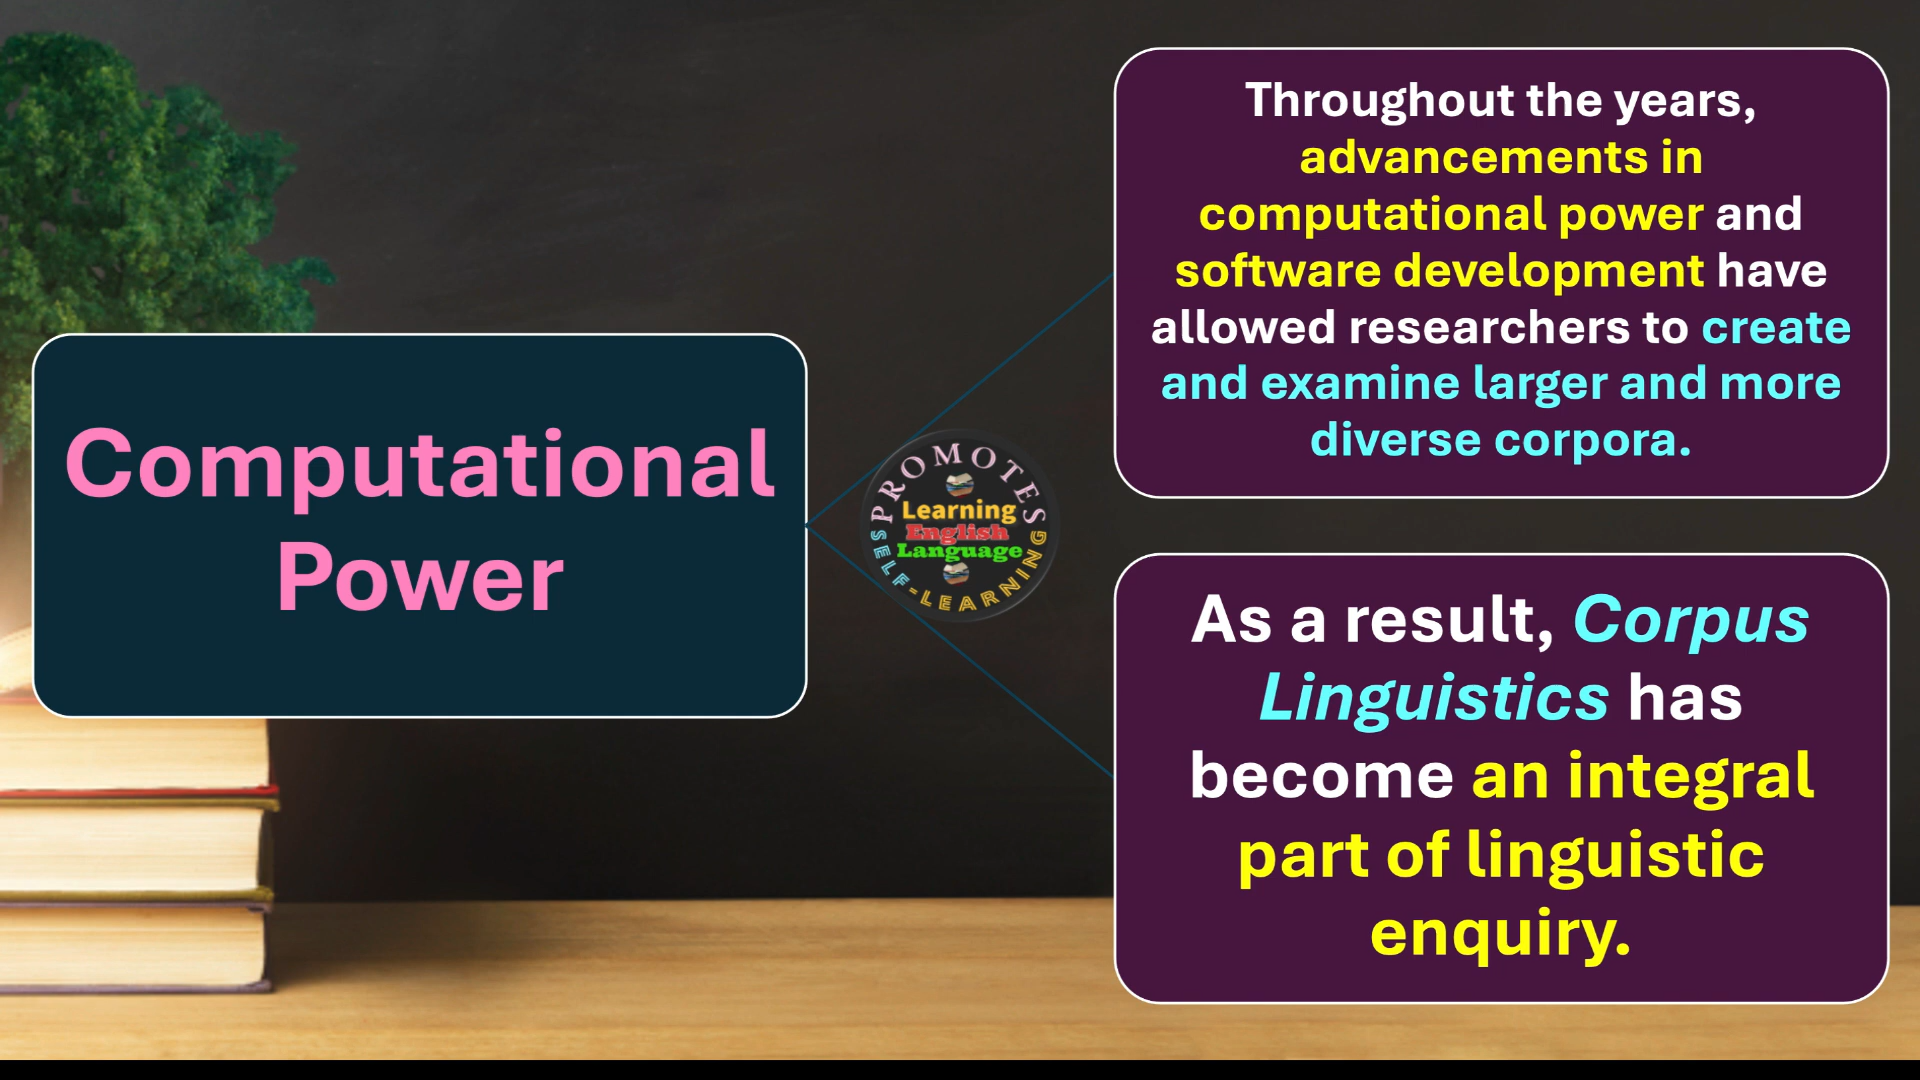 Computational
Power
PROMOTES
Learning
English
Language
SELF-LEARNING
Throughout the years,
advancements in
computational power and
software development have
allowed researchers to create
and examine larger and more
diverse corpora.
As a result, Corpus
Linguistics has
become an integral
part of linguistic
enquiry.